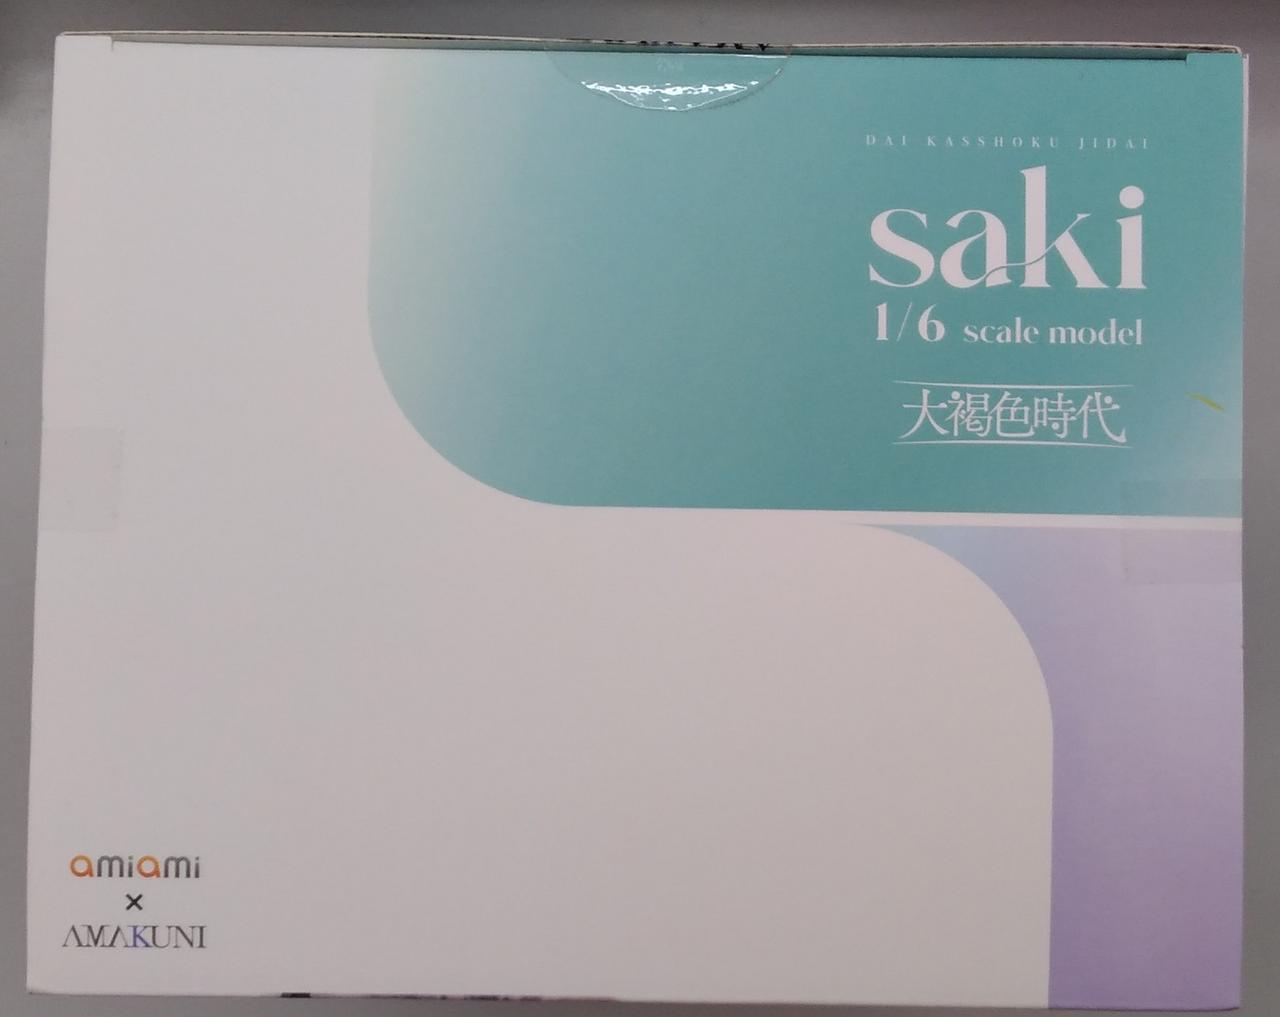 DAI KASSHOKU JIDAI
saki
1/6 scale model
大褐色時代
amiami
×
AMAKUNI